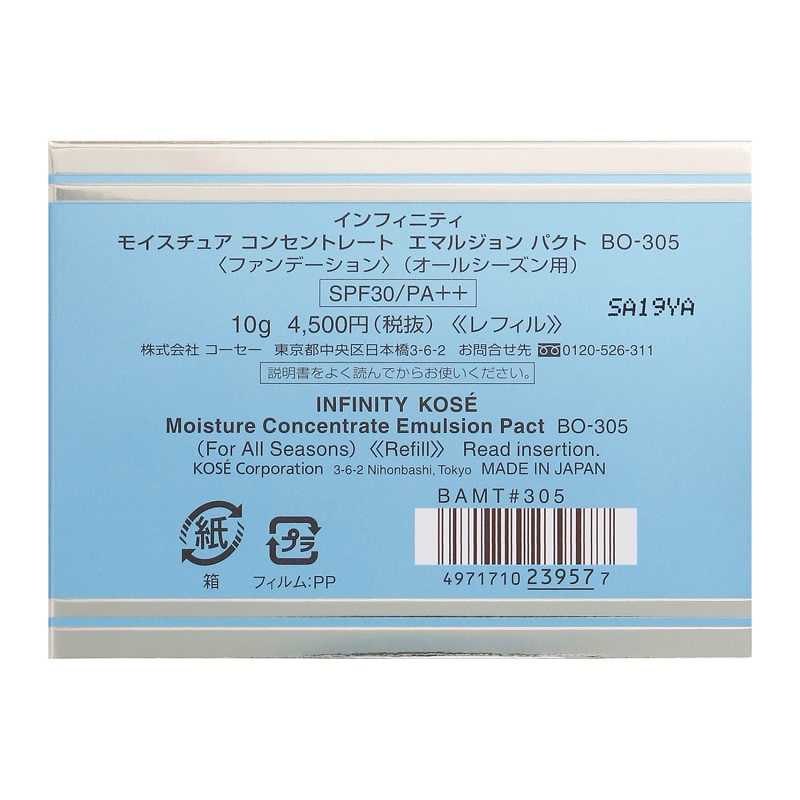 インフィニティ
モイスチュア コンセントレート エマルジョン パクト BO-305
〈ファンデーション〉（オールシーズン用）
SPF30/PA++
SA19YA
10g 4,500円（税抜）《レフィル》
株式会社 コーセー 東京都中央区日本橋3-6-2 お問合せ先 0120-526-311
説明書をよく読んでからお使いください。
INFINITY KOSÉ
Moisture Concentrate Emulsion Pact BO-305
(For All Seasons) 《Refill》 Read insertion.
KOSÉ Corporation 3-6-2 Nihonbashi, Tokyo MADE IN JAPAN
BAMT#305
紙
プラ
箱
フィルム:PP
4971710 23957 7